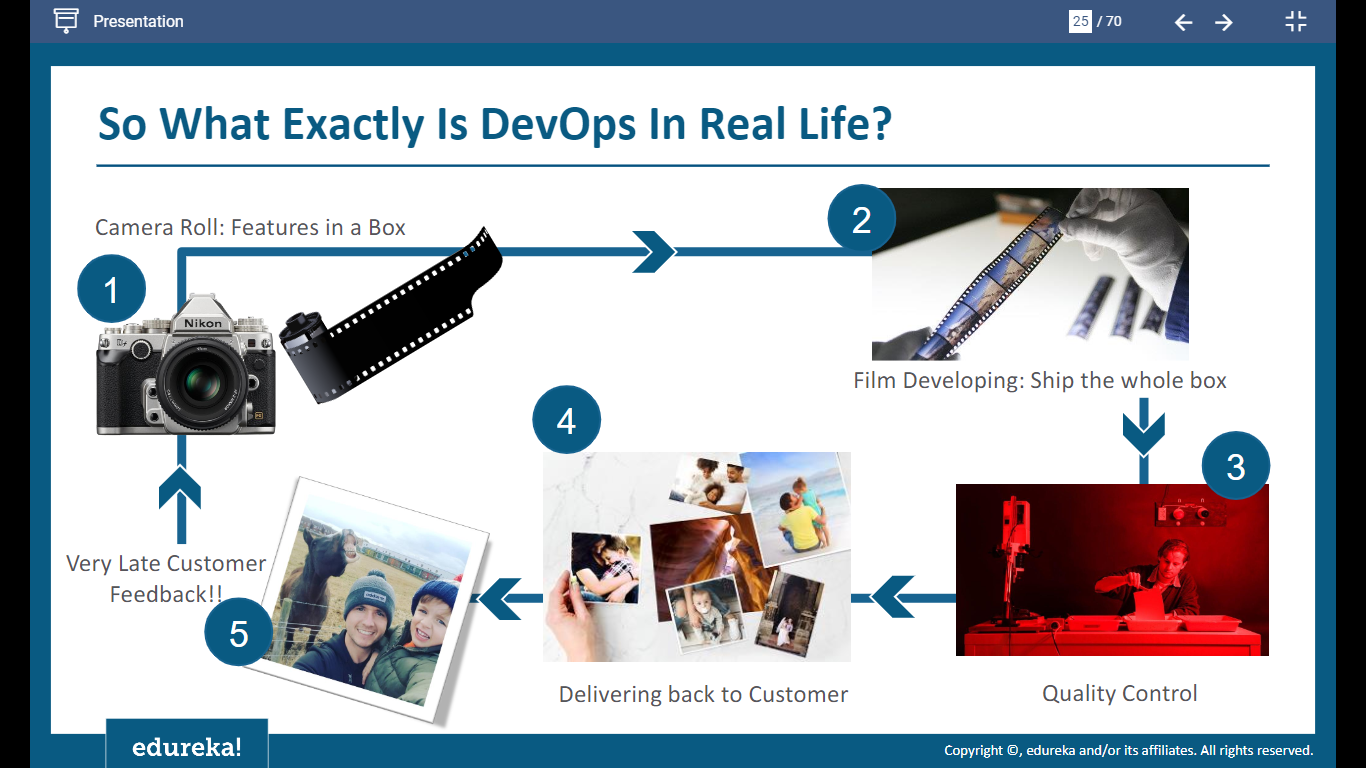 Presentation
25 / 70
So What Exactly Is DevOps In Real Life?
Camera Roll: Features in a Box
1
Nikon
2
Film Developing: Ship the whole box
3
Quality Control
4
Delivering back to Customer
5
Very Late Customer
Feedback!!
edureka!
Copyright ©, edureka and/or its affiliates. All rights reserved.